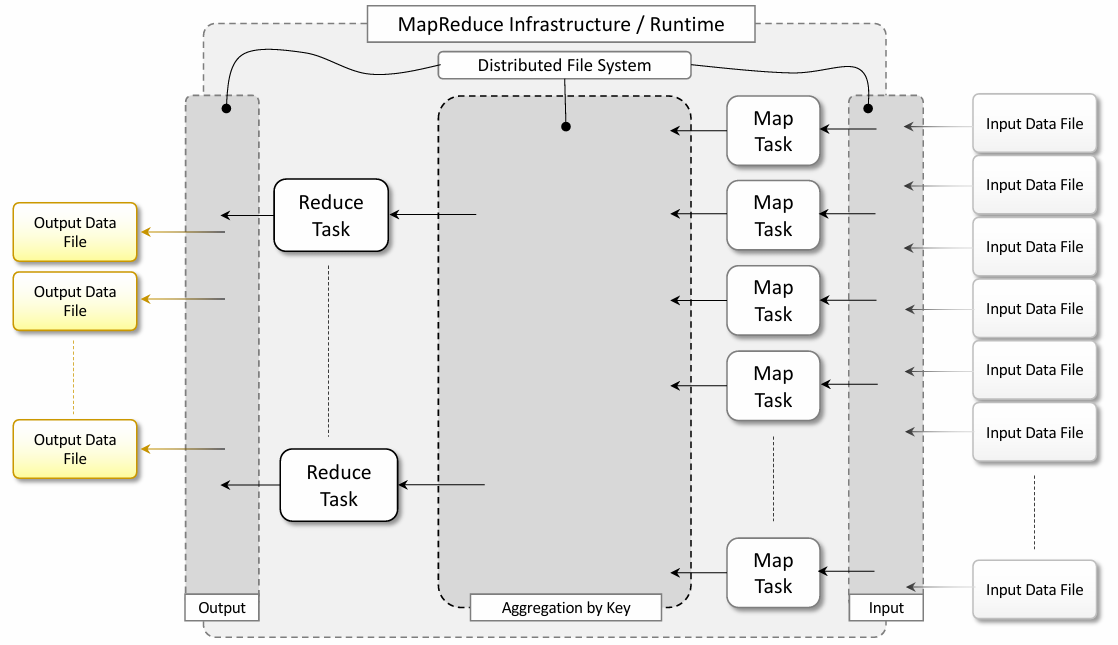 MapReduce Infrastructure / Runtime
Distributed File System
Map
Task
Map
Task
Map
Task
Map
Task
Map
Task
Input Data File
Input Data File
Input Data File
Input Data File
Input Data File
Input Data File
Input Data File
Reduce
Task
Reduce
Task
Output Data
File
Output Data
File
Output Data
File
Output
Aggregation by Key
Input